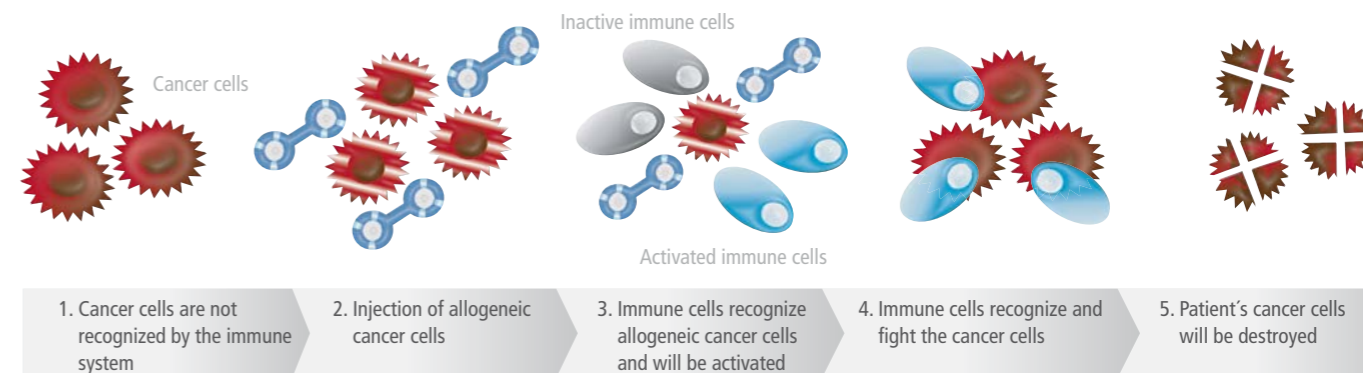 Inactive immune cells
Cancer cells
Activated immune cells
1. Cancer cells are not
recognized by the immune
system
2. Injection of allogeneic
cancer cells
3. Immune cells recognize
allogeneic cancer cells
and will be activated
4. Immune cells recognize and
fight the cancer cells
5. Patient´s cancer cells
will be destroyed